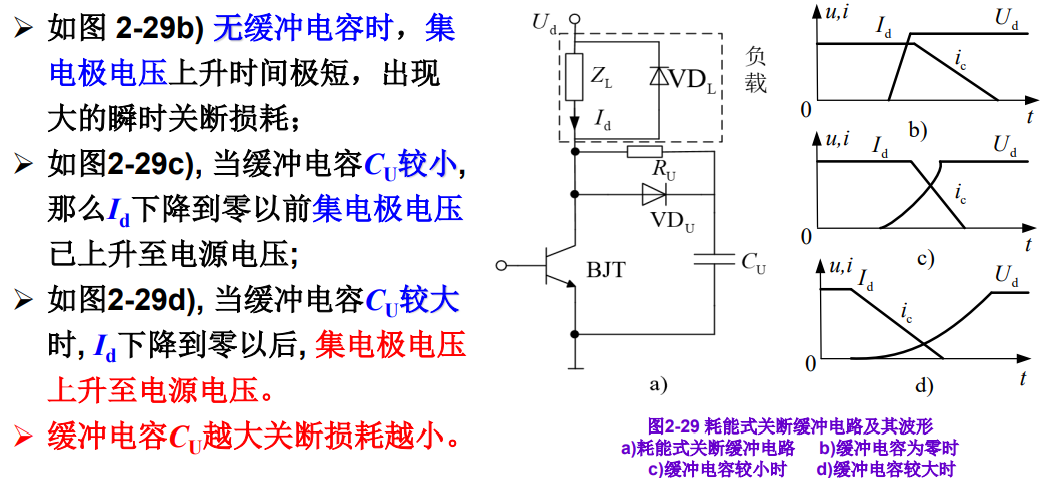 ➢ 如图 2-29b) 无缓冲电容时，集
电极电压上升时间极短，出现
大的瞬时关断损耗；
➢ 如图2-29c), 当缓冲电容CU较小,
那么Id下降到零以前集电极电压
已上升至电源电压;
➢ 如图2-29d), 当缓冲电容CU较大
时, Id下降到零以后, 集电极电压
上升至电源电压。
➢ 缓冲电容CU越大关断损耗越小。
Ud
ZL
VDL
负载
Id
RU
VDU
BJT
CU
a)
u,i
Id
Ud
ic
0
t
b)
u,i
Id
Ud
ic
0
t
c)
u,i
Id
Ud
ic
0
t
d)
图2-29 耗能式关断缓冲电路及其波形
a)耗能式关断缓冲电路 b)缓冲电容为零时
c)缓冲电容较小时 d)缓冲电容较大时